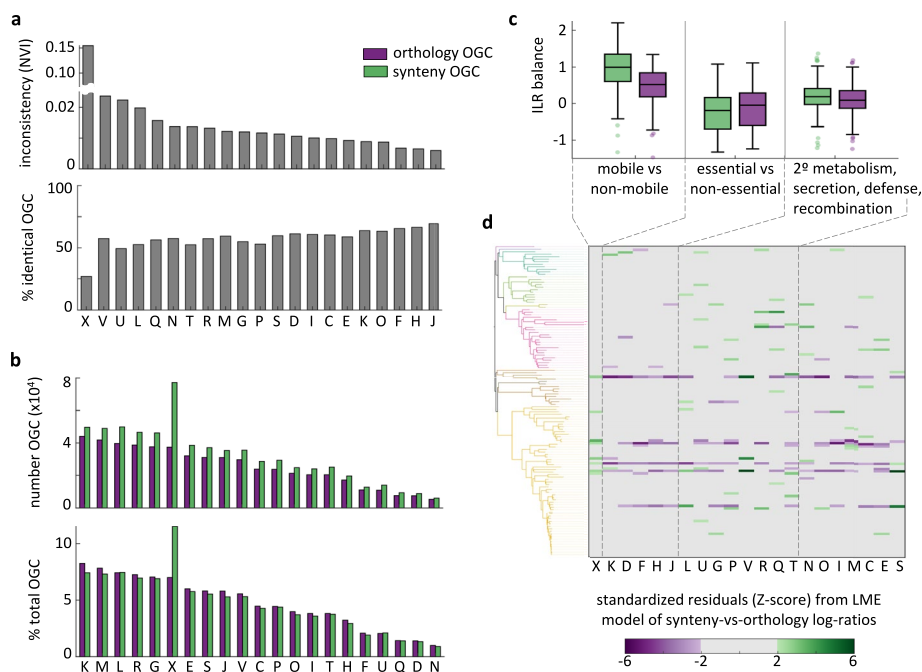 a
inconsistency (NVI)
0.15
0.10
0.02
0
orthology OGC
synteny OGC
% identical OGC
100
50
0
X V U L Q N T R M G P S D I C E K O F H J
b
number OGC (x10⁴)
8
4
0
% total OGC
10
5
0
K M L R G X E S J V C P O I T H F U Q D N
c
ILR balance
2
1
0
-1
mobile vs non-mobile
essential vs non-essential
2º metabolism, secretion, defense, recombination
d
X K D F H J L U G P V R Q T N O I M C E S
standardized residuals (Z-score) from LME
model of synteny-vs-orthology log-ratios
-6 -2 2 6